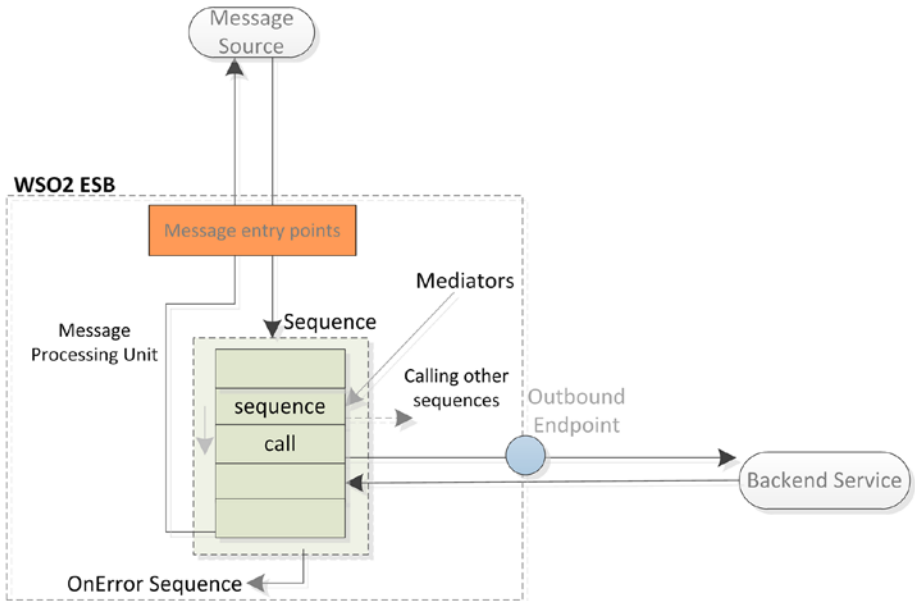 Message
Source
WSO2 ESB
Message entry points
Mediators
Sequence
Message
Processing Unit
Calling other
sequences
sequence
call
Outbound
Endpoint
Backend Service
OnError Sequence